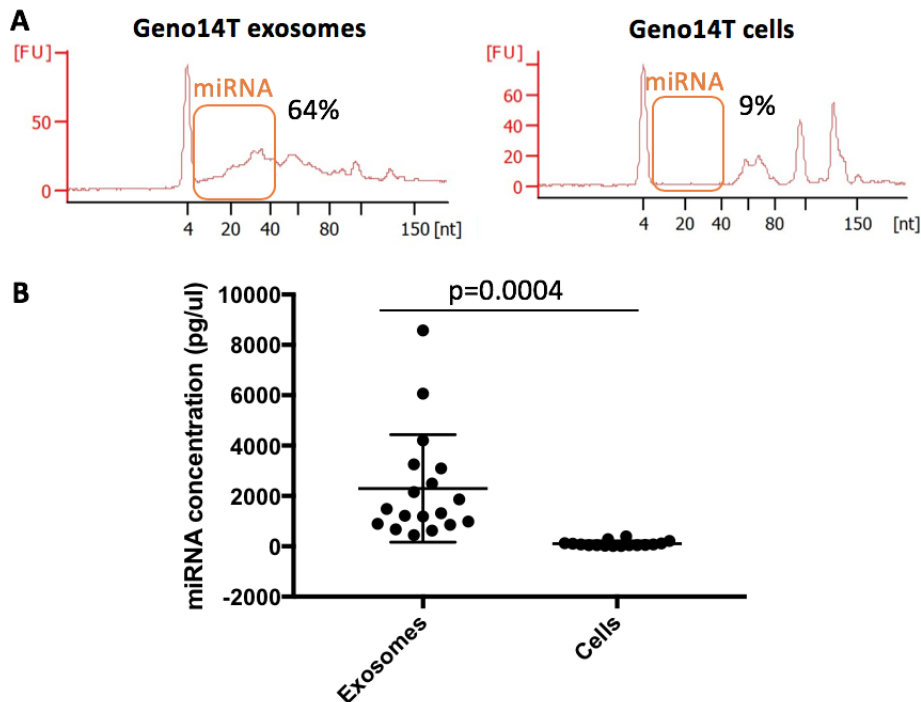 A
Geno14T exosomes
[FU]
miRNA
64%
50
0
4 20 40 80 150 [nt]
Geno14T cells
[FU]
miRNA
9%
60
40
20
0
4 20 40 80 150 [nt]
B
p=0.0004
miRNA concentration (pg/ul)
10000
8000
6000
4000
2000
0
-2000
Exosomes
Cells